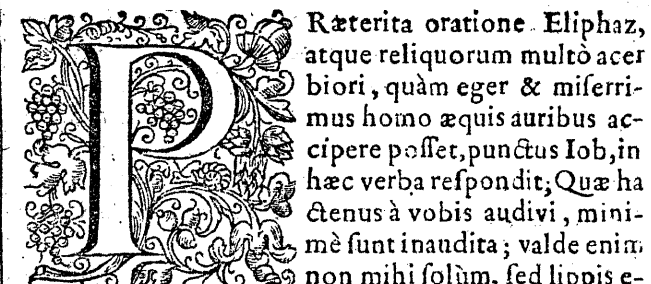 PRæterita oratione Eliphaz,
atque reliquorum multò acer
biori, quàm eger & miſerri-
mus homo æquis auribus ac-
cipere poſſet, punctus Iob, in
hæc verba reſpondit; Quæ ha
ctenus à vobis audivi, mini-
mè ſunt inaudita; valde enim
non mihi ſolùm, ſed lippis e-